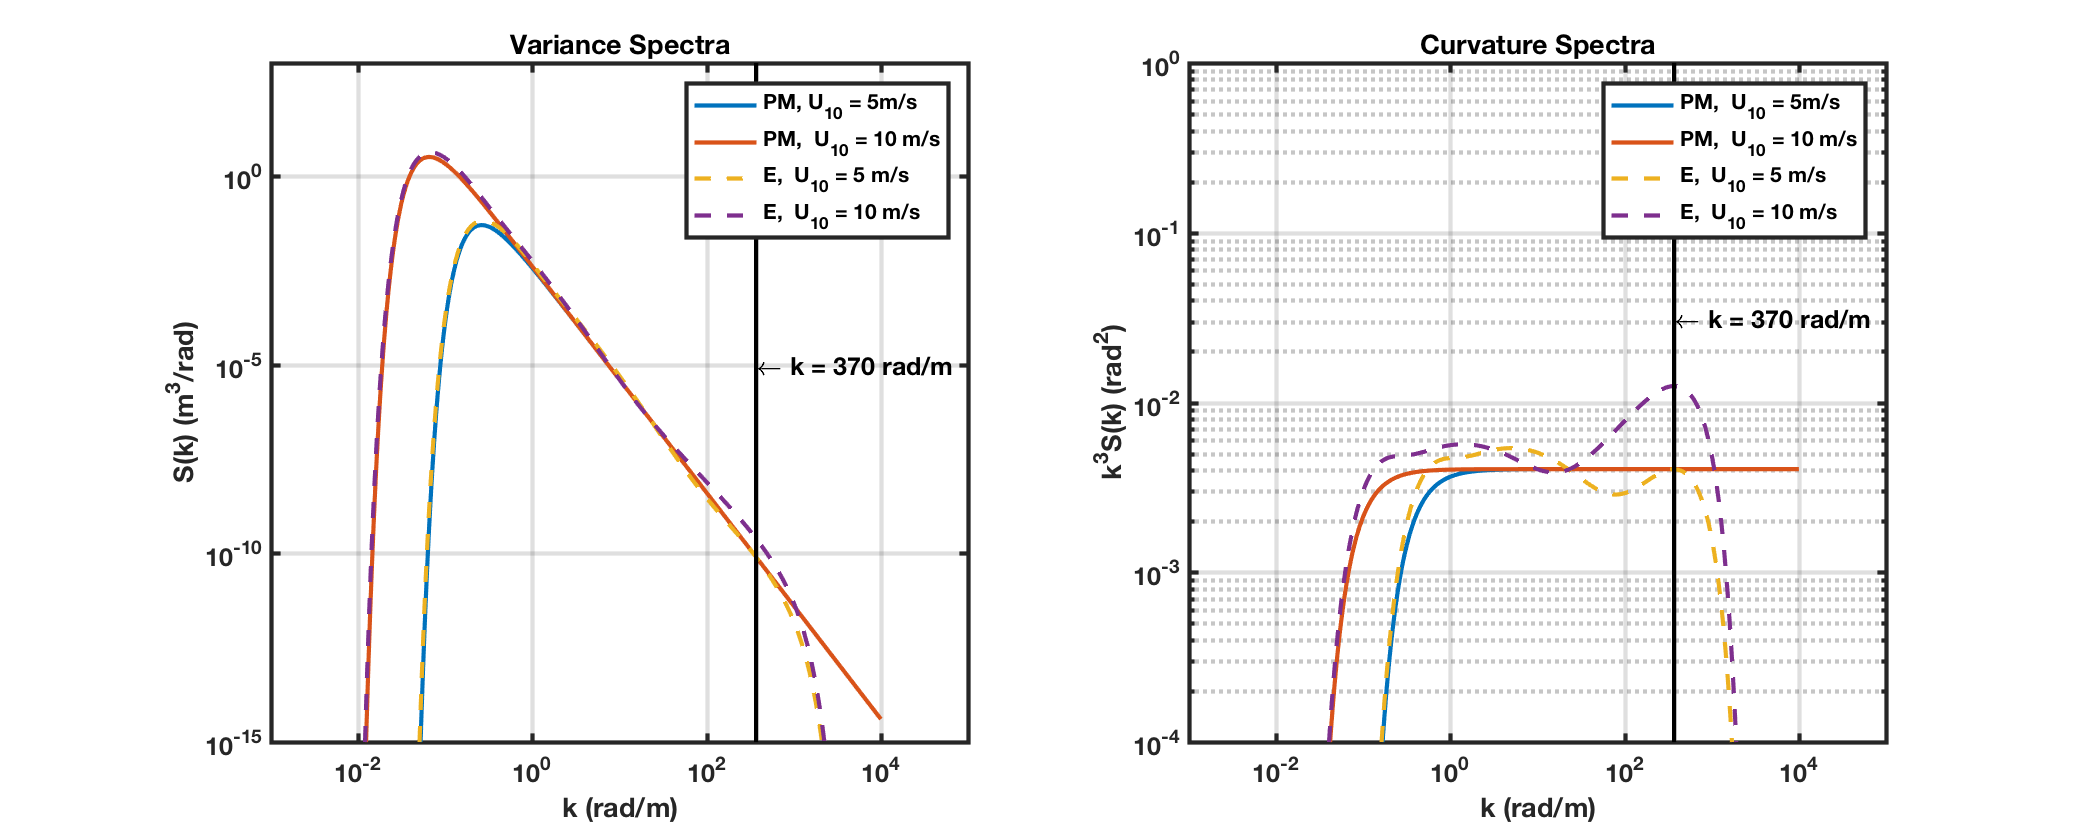 Variance Spectra
PM, U10 = 5m/s
PM, U10 = 10 m/s
E, U10 = 5 m/s
E, U10 = 10 m/s
10^0
10^-5
10^-10
10^-15
S(k) (m^3/rad)
← k = 370 rad/m
10^-2
10^0
10^2
10^4
k (rad/m)
Curvature Spectra
PM, U10 = 5m/s
PM, U10 = 10 m/s
E, U10 = 5 m/s
E, U10 = 10 m/s
10^0
10^-1
10^-2
10^-3
10^-4
k^3S(k) (rad^2)
← k = 370 rad/m
10^-2
10^0
10^2
10^4
k (rad/m)